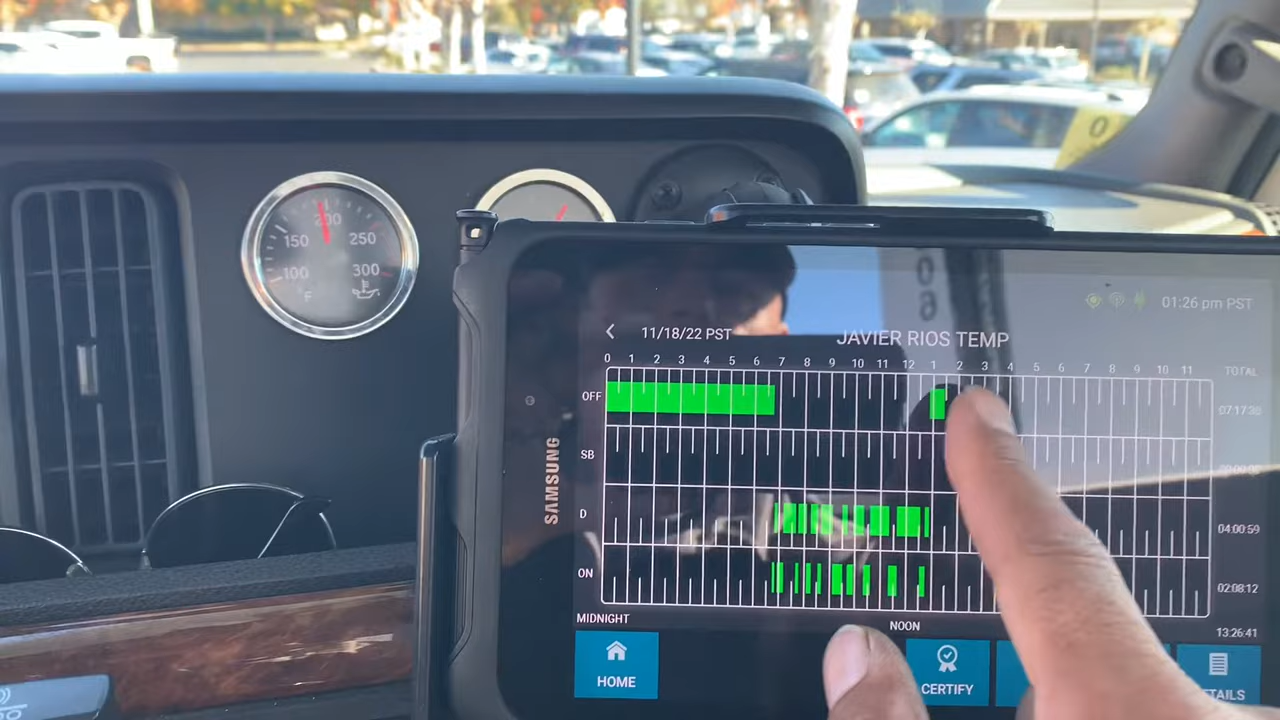 200
150 250
100 300
F
SAMSUNG
01:26 pm PST
11/18/22 PST JAVIER RIOS TEMP
0 1 2 3 4 5 6 7 8 9 10 11 12 1 2 3 4 5 6 7 8 9 10 11 TOTAL
OFF 07:17:30
SB
D 04:00:59
ON 02:08:12
MIDNIGHT NOON
13:26:41
HOME CERTIFY